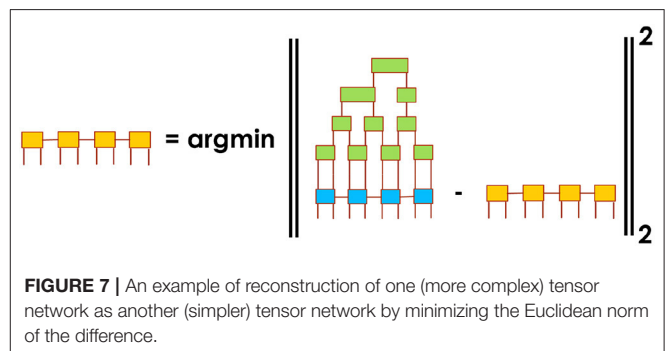 2
= argmin
-
2
FIGURE 7 | An example of reconstruction of one (more complex) tensor
network as another (simpler) tensor network by minimizing the Euclidean norm
of the difference.